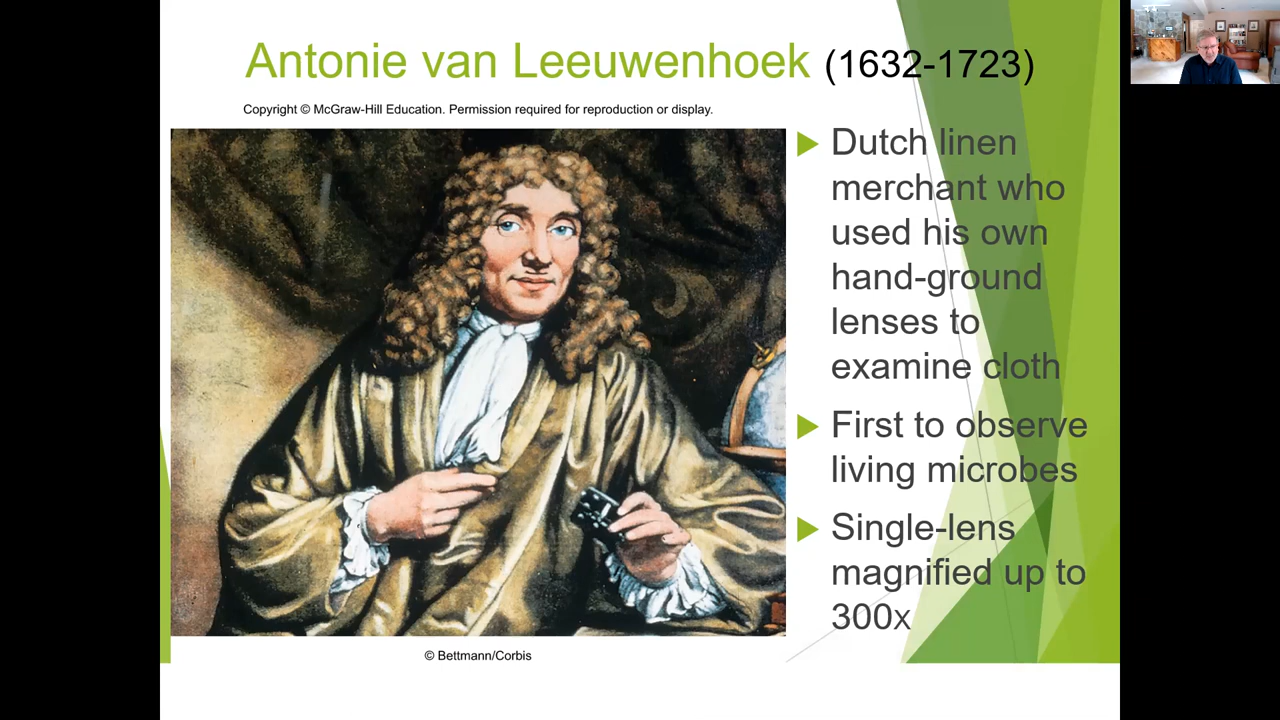 Antonie van Leeuwenhoek (1632-1723)
Copyright © McGraw-Hill Education. Permission required for reproduction or display.
Dutch linen
merchant who
used his own
hand-ground
lenses to
examine cloth
First to observe
living microbes
Single-lens
magnified up to
300x
© Bettmann/Corbis